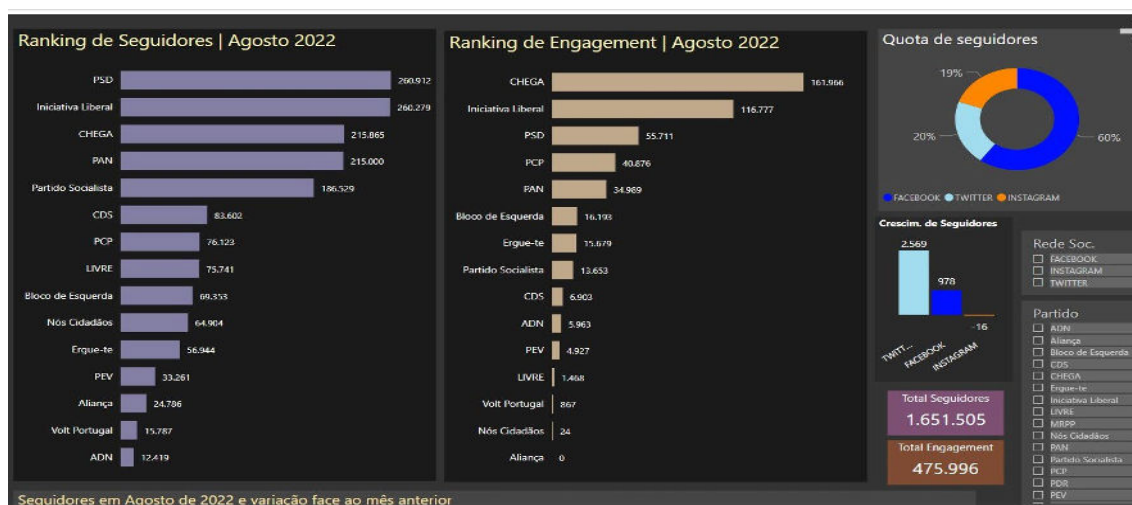 Ranking de Seguidores | Agosto 2022
PSD 260.912
Iniciativa Liberal 260.279
CHEGA 215.865
PAN 215.000
Partido Socialista 186.529
CDS 83.602
PCP 76.123
LIVRE 75.741
Bloco de Esquerda 69.353
Nós Cidadãos 64.904
Ergue-te 56.944
PEV 33.261
Aliança 24.786
Volt Portugal 15.787
ADN 12.419
Ranking de Engagement | Agosto 2022
CHEGA 161.966
Iniciativa Liberal 116.777
PSD 55.711
PCP 40.876
PAN 34.989
Bloco de Esquerda 16.193
Ergue-te 15.679
Partido Socialista 13.653
CDS 6.903
ADN 5.963
PEV 4.927
LIVRE 1.468
Volt Portugal 867
Nós Cidadãos 24
Aliança 0
Quota de seguidores
19%
20%
60%
FACEBOOK TWITTER INSTAGRAM
Crescim. de Seguidores
2.569
978
-16
TWITT...
FACEBOOK
INSTAGRAM
Rede Soc.
FACEBOOK
INSTAGRAM
TWITTER
Partido
ADN
Aliança
Bloco de Esquerda
CDS
CHEGA
Ergue-te
Iniciativa Liberal
LIVRE
MRPP
Nós Cidadãos
PAN
Partido Socialista
PCP
PDR
PEV
Total Seguidores
1.651.505
Total Engagement
475.996
Seguidores em Agosto de 2022 e variação face ao mês anterior